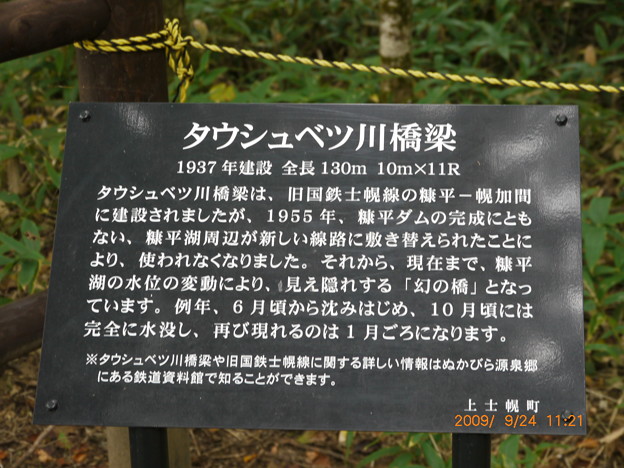 タウシュベツ川橋梁
1937年建設 全長130m 10m×11R
タウシュベツ川橋梁は、旧国鉄士幌線の糠平－幌加間
に建設されましたが、1955年、糠平ダムの完成にとも
ない、糠平湖周辺が新しい線路に敷き替えられたことに
より、使われなくなりました。それから、現在まで、糠平
湖の水位の変動により、見え隠れする「幻の橋」となっ
ています。例年、6月頃から沈みはじめ、10月頃には
完全に水没し、再び現れるのは1月ごろになります。
※タウシュベツ川橋梁や旧国鉄士幌線に関する詳しい情報はぬかびら源泉郷
にある鉄道資料館で知ることができます。
上士幌町
2009/ 9/24 11:21